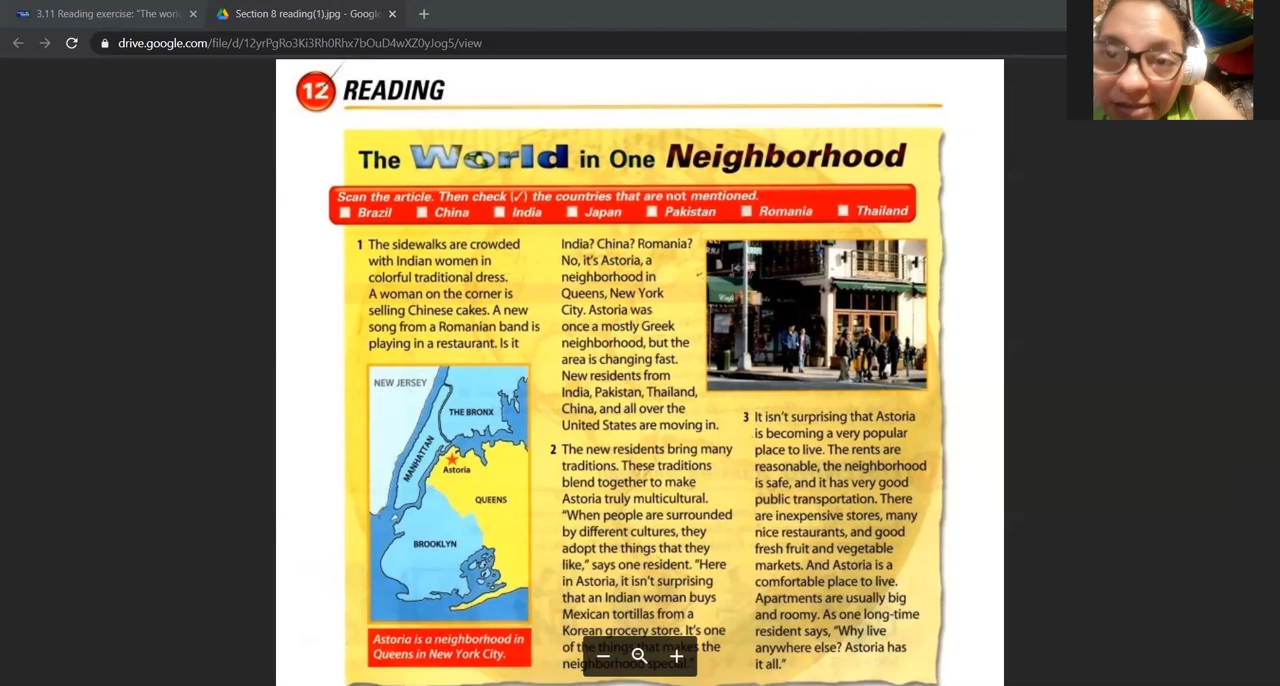 3.11 Reading exercise: "The worl
Section 8 reading(1).jpg - Google
drive.google.com/file/d/12yrPgRo3Ki3Rh0Rhx7bOuD4wXZ0yJog5/view
12 READING
The World in One Neighborhood
Scan the article. Then check (✓) the countries that are not mentioned.
Brazil China India Japan Pakistan Romania Thailand
1 The sidewalks are crowded
with Indian women in
colorful traditional dress.
A woman on the corner is
selling Chinese cakes. A new
song from a Romanian band is
playing in a restaurant. Is it
NEW JERSEY
THE BRONX
MANHATTAN
Astoria
QUEENS
BROOKLYN
Astoria is a neighborhood in
Queens in New York City.
India? China? Romania?
No, it's Astoria, a
neighborhood in
Queens, New York
City. Astoria was
once a mostly Greek
neighborhood, but the
area is changing fast.
New residents from
India, Pakistan, Thailand,
China, and all over the
United States are moving in.
2 The new residents bring many
traditions. These traditions
blend together to make
Astoria truly multicultural.
"When people are surrounded
by different cultures, they
adopt the things that they
like," says one resident. "Here
in Astoria, it isn't surprising
that an Indian woman buys
Mexican tortillas from a
Korean grocery store. It's one
of the things that makes the
neighborhood special."
3 It isn't surprising that Astoria
is becoming a very popular
place to live. The rents are
reasonable, the neighborhood
is safe, and it has very good
public transportation. There
are inexpensive stores, many
nice restaurants, and good
fresh fruit and vegetable
markets. And Astoria is a
comfortable place to live.
Apartments are usually big
and roomy. As one long-time
resident says, "Why live
anywhere else? Astoria has
it all."